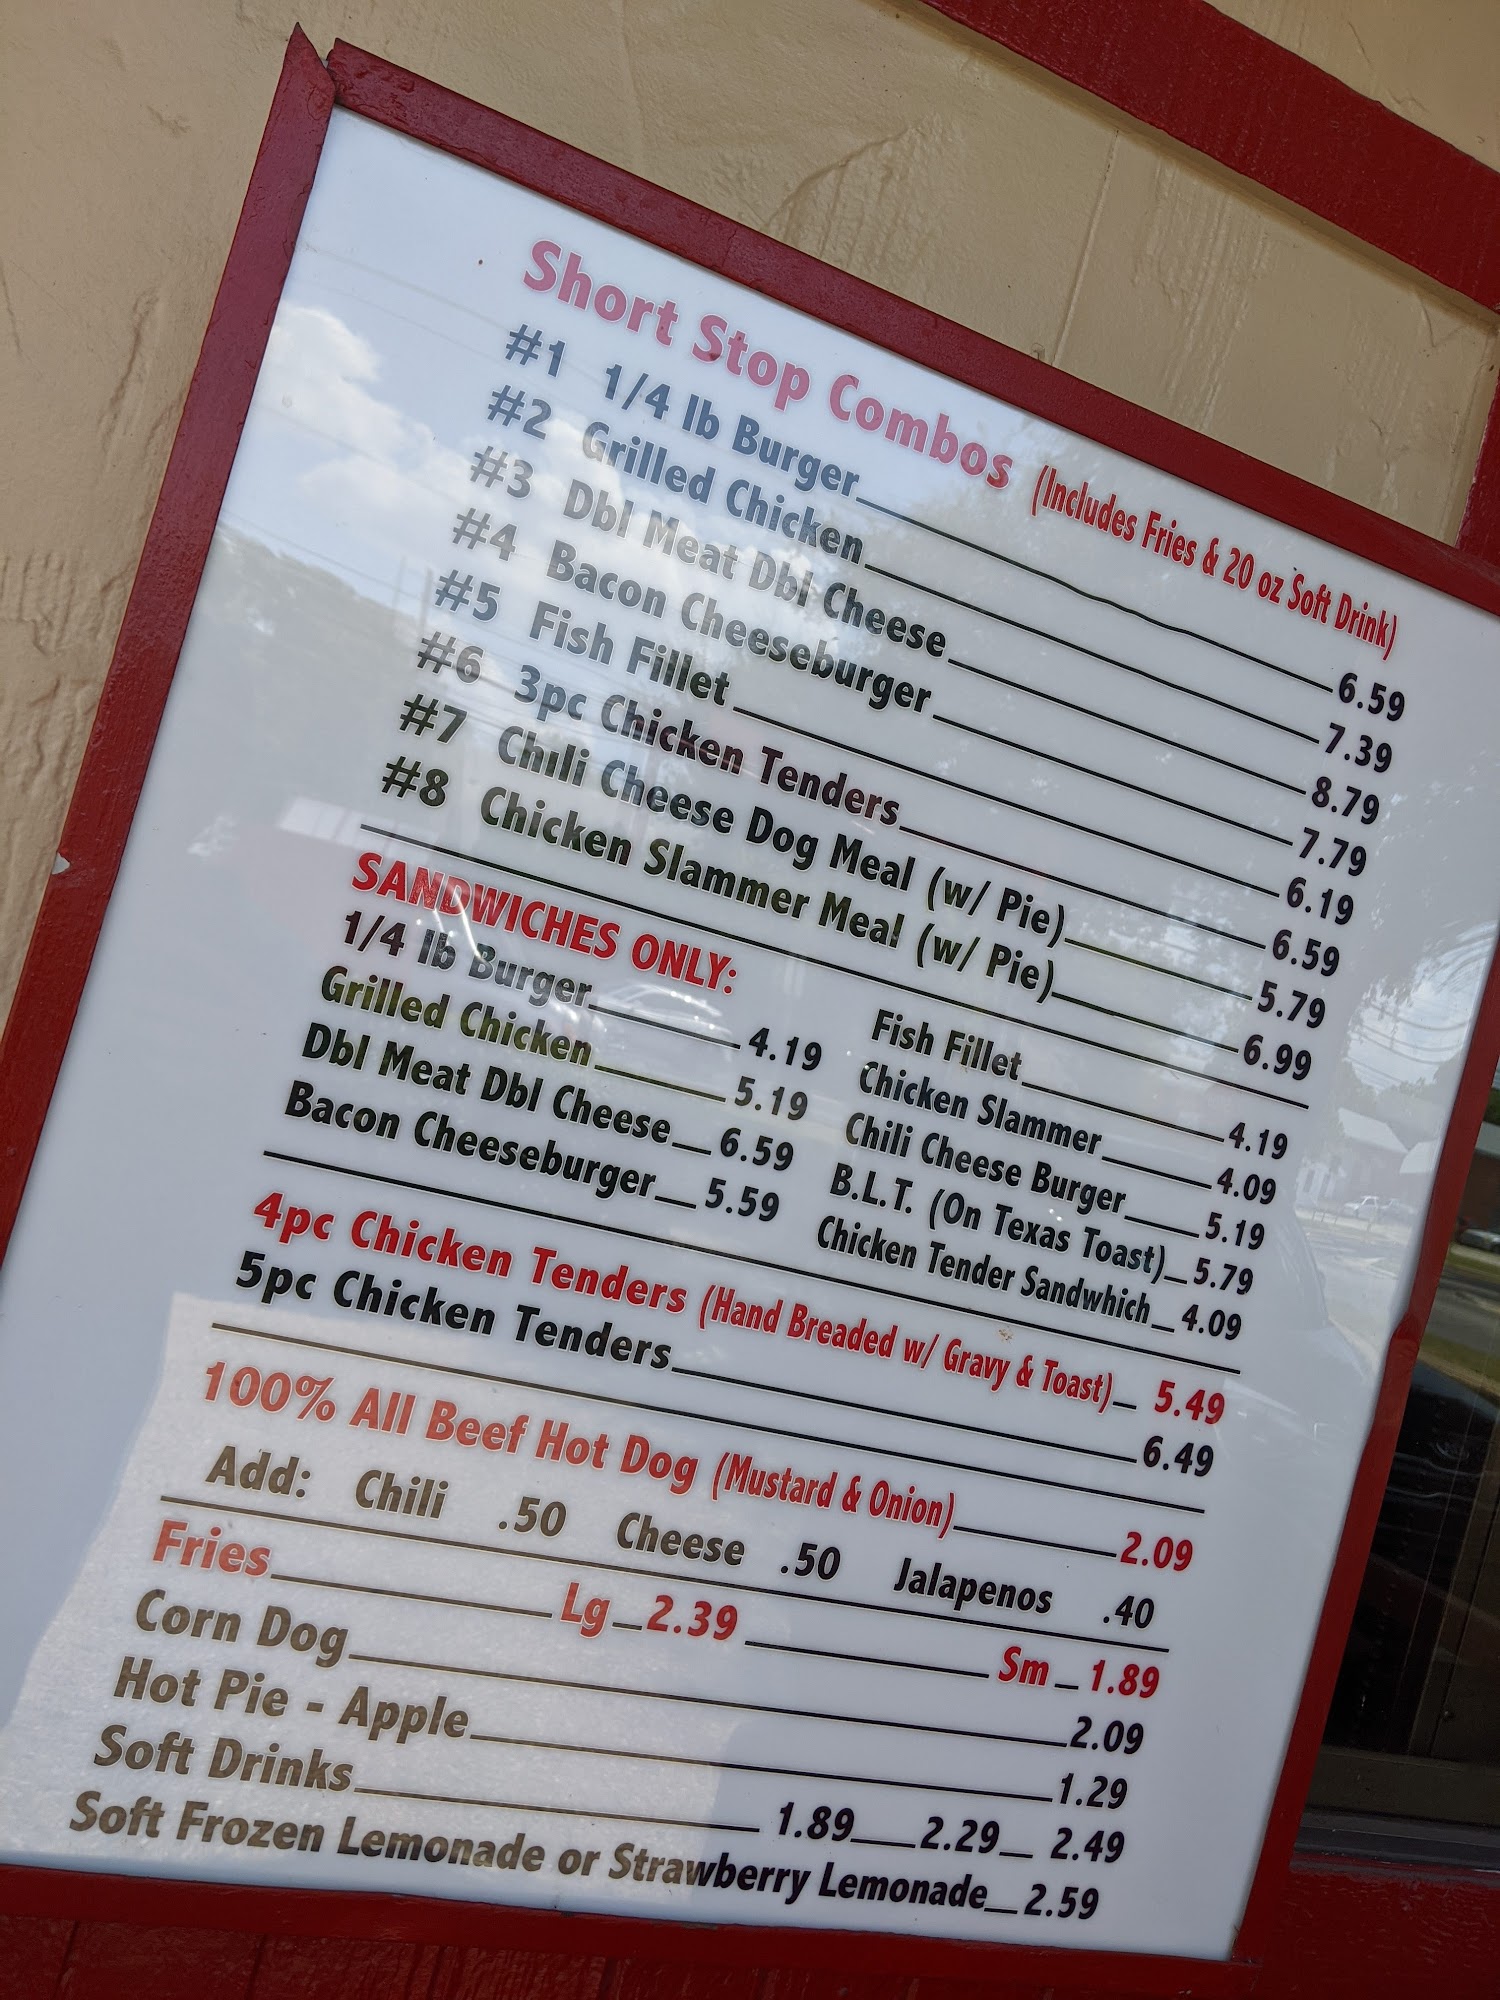 Short Stop Combos (Includes Fries & 20 oz Soft Drink)
#1 1/4 lb Burger 6.59
#2 Grilled Chicken 7.39
#3 Dbl Meat Dbl Cheese 8.79
#4 Bacon Cheeseburger 7.79
#5 Fish Fillet 6.19
#6 3pc Chicken Tenders 6.59
#7 Chili Cheese Dog Meal (w/ Pie) 5.79
#8 Chicken Slammer Meal (w/ Pie) 6.99
SANDWICHES ONLY:
1/4 lb Burger 4.19
Grilled Chicken 5.19
Dbl Meat Dbl Cheese 6.59
Bacon Cheeseburger 5.59
Fish Fillet 4.19
Chicken Slammer 4.09
Chili Cheese Burger 5.19
B.L.T. (On Texas Toast) 5.79
Chicken Tender Sandwhich 4.09
4pc Chicken Tenders (Hand Breaded w/ Gravy & Toast) 5.49
5pc Chicken Tenders 6.49
100% All Beef Hot Dog (Mustard & Onion) 2.09
Add: Chili .50 Cheese .50 Jalapenos .40
Fries Lg 2.39 Sm 1.89
Corn Dog 2.09
Hot Pie - Apple 1.29
Soft Drinks 1.89 2.29 2.49
Soft Frozen Lemonade or Strawberry Lemonade 2.59